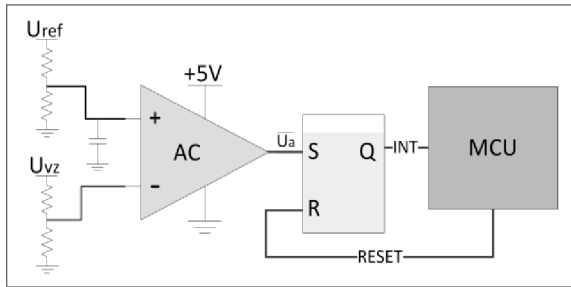 Uref
+5V
+
AC
-
Uvz
Ua
S
Q
R
INT
MCU
RESET